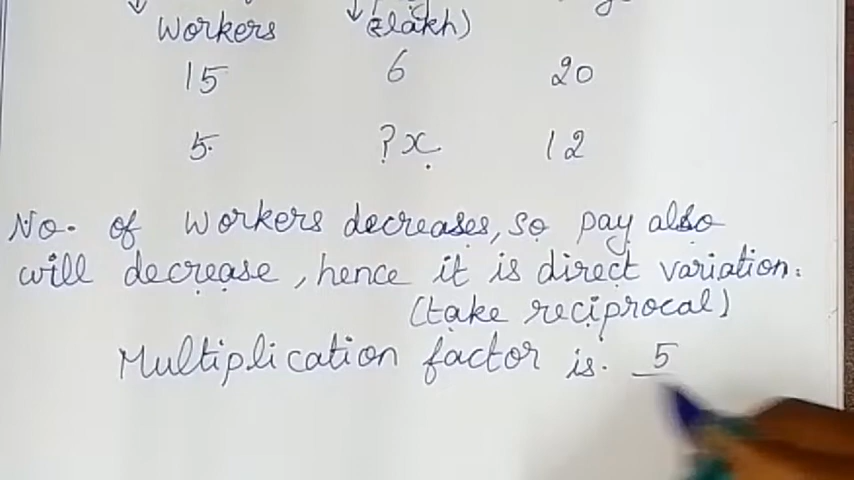 Workers (₹lakh)
15 6 20
5 ?x 12
No. of workers decreases, so pay also
will decrease, hence it is direct variation.
(take reciprocal)
Multiplication factor is 5